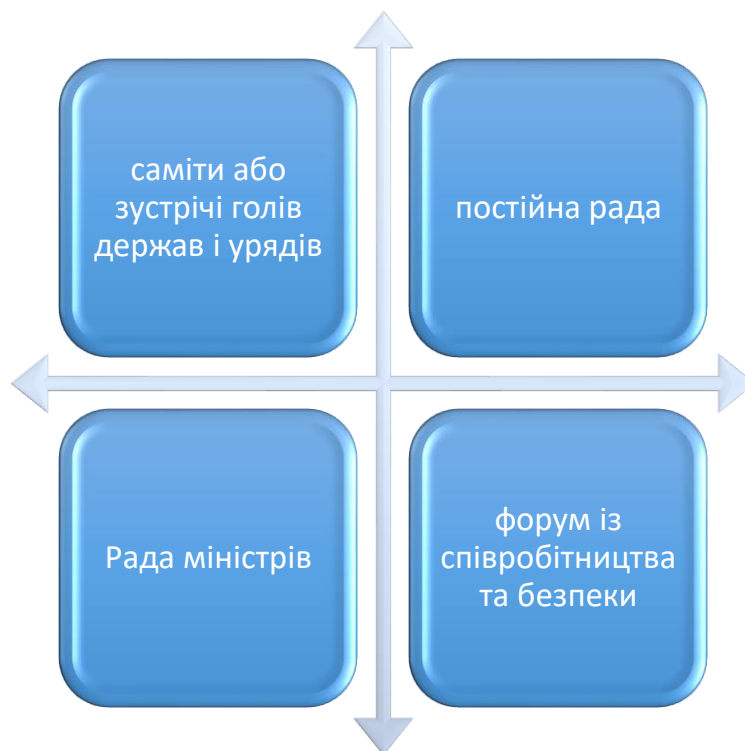 саміти або
зустрічі голів
держав і урядів
постійна рада
Рада міністрів
форум із
співробітництва
та безпеки